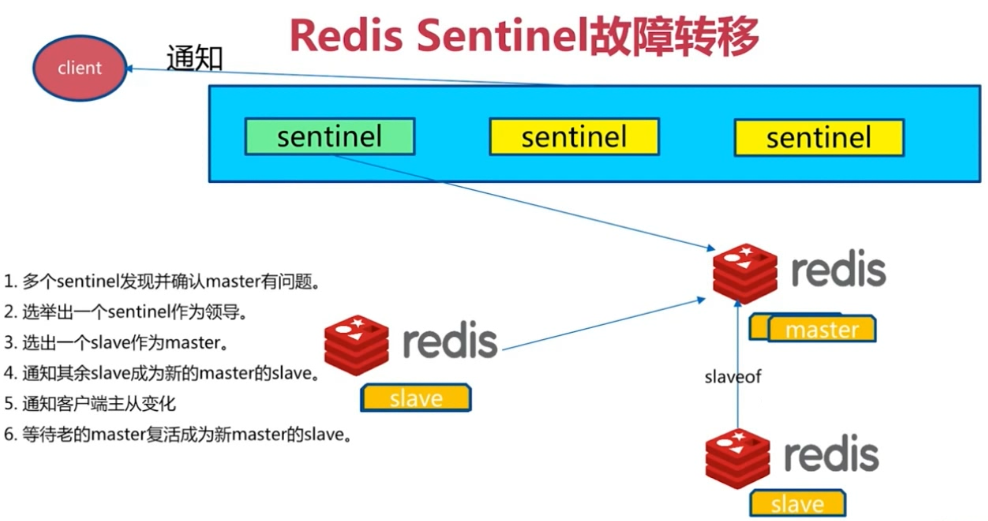 Redis Sentinel故障转移
client
通知
sentinel
sentinel
sentinel
redis
master
1. 多个sentinel发现并确认master有问题。
2. 选举出一个sentinel作为领导。
3. 选出一个slave作为master。
4. 通知其余slave成为新的master的slave。
5. 通知客户端主从变化
6. 等待老的master复活成为新master的slave。
redis
slave
slaveof
redis
slave